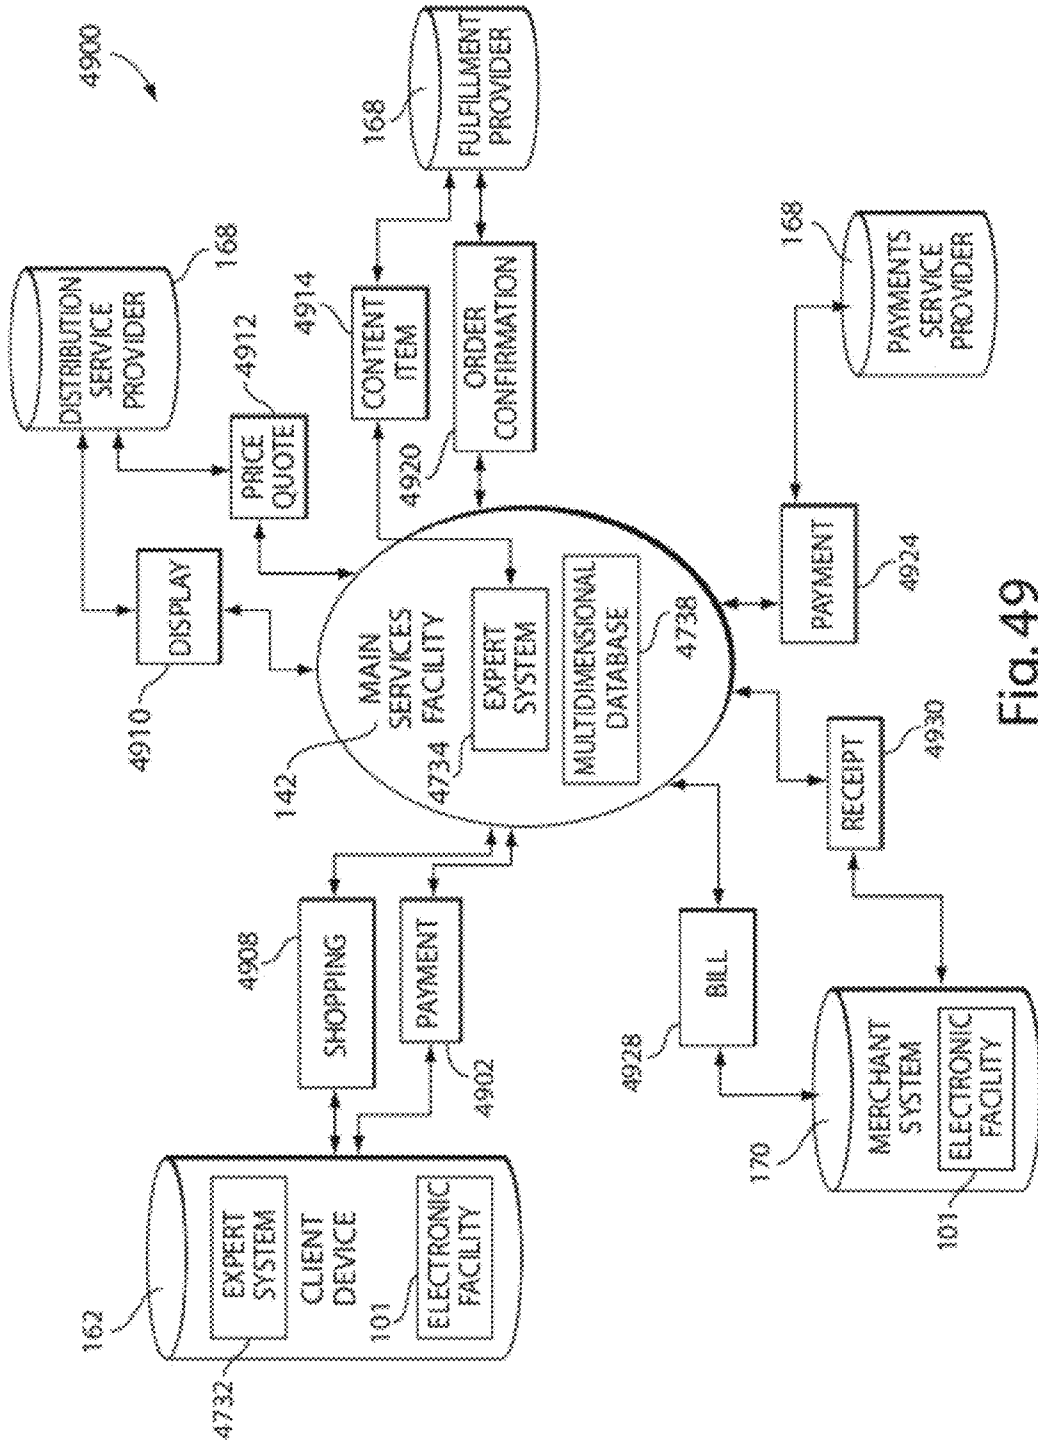 4900
162
EXPERT
SYSTEM
4732
CLIENT
DEVICE
101
ELECTRONIC
FACILITY
4908
SHOPPING
PAYMENT
4902
4910
DISPLAY
4912
PRICE
QUOTE
DISTRIBUTION
SERVICE
PROVIDER
168
142
MAIN
SERVICES
FACILITY
4734
EXPERT
SYSTEM
MULTIDIMENSIONAL
DATABASE
4738
4914
CONTENT
ITEM
4920
ORDER
CONFIRMATION
168
FULFILLMENT
PROVIDER
4928
BILL
170
MERCHANT
SYSTEM
ELECTRONIC
FACILITY
101
RECEIPT
4930
PAYMENT
4924
168
PAYMENTS
SERVICE
PROVIDER
Fig. 49